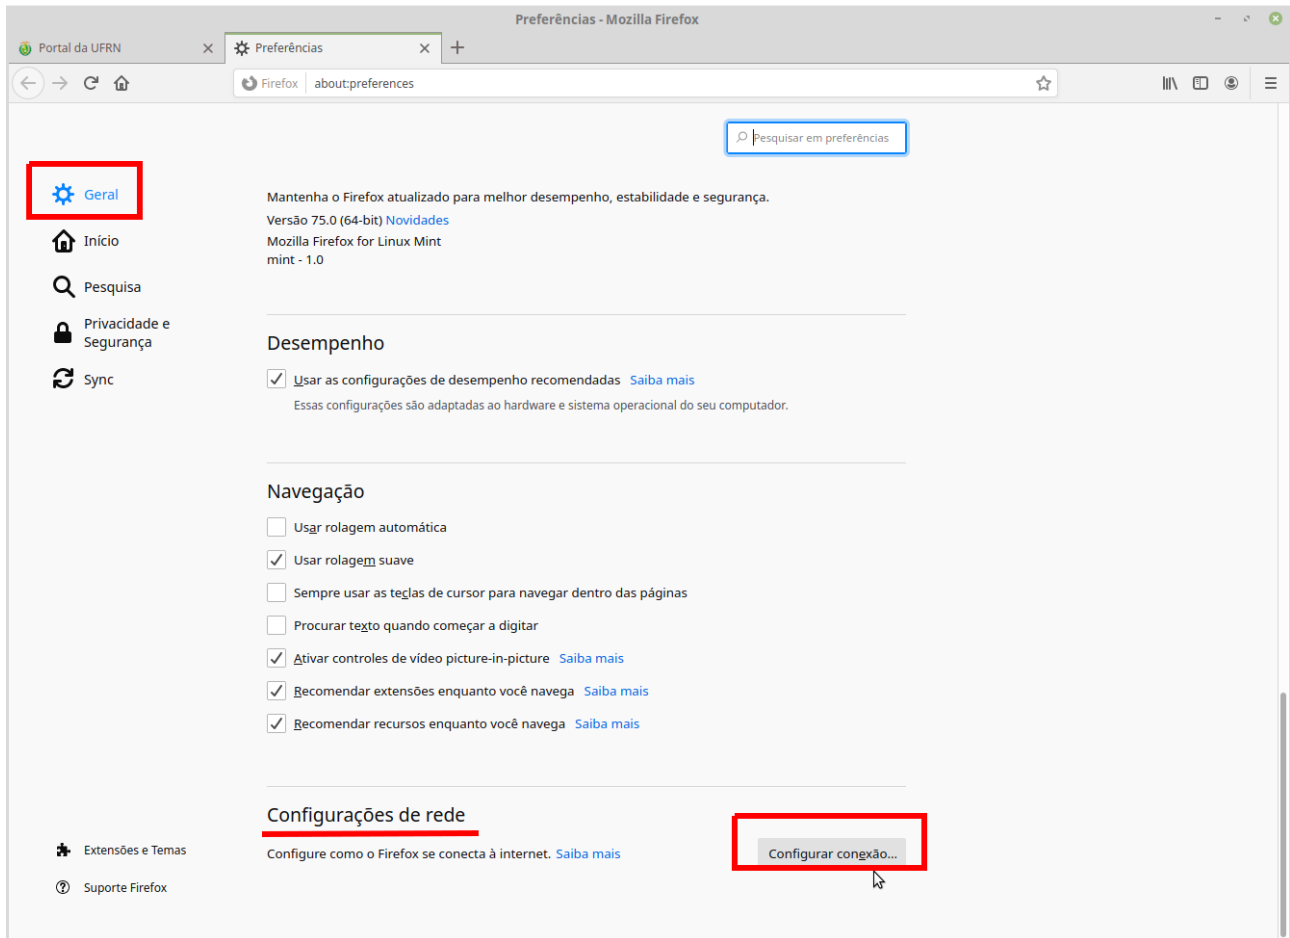 Preferências - Mozilla Firefox
Portal da UFRN
Preferências
Firefox
about:preferences
Pesquisar em preferências
Geral
Início
Pesquisa
Privacidade e
Segurança
Sync
Mantenha o Firefox atualizado para melhor desempenho, estabilidade e segurança.
Versão 75.0 (64-bit) Novidades
Mozilla Firefox for Linux Mint
mint - 1.0
Desempenho
Usar as configurações de desempenho recomendadas Saiba mais
Essas configurações são adaptadas ao hardware e sistema operacional do seu computador.
Navegação
Usar rolagem automática
Usar rolagem suave
Sempre usar as teclas de cursor para navegar dentro das páginas
Procurar texto quando começar a digitar
Ativar controles de vídeo picture-in-picture Saiba mais
Recomendar extensões enquanto você navega Saiba mais
Recomendar recursos enquanto você navega Saiba mais
Configurações de rede
Configure como o Firefox se conecta à internet. Saiba mais
Configurar conexão...
Extensões e Temas
Suporte Firefox